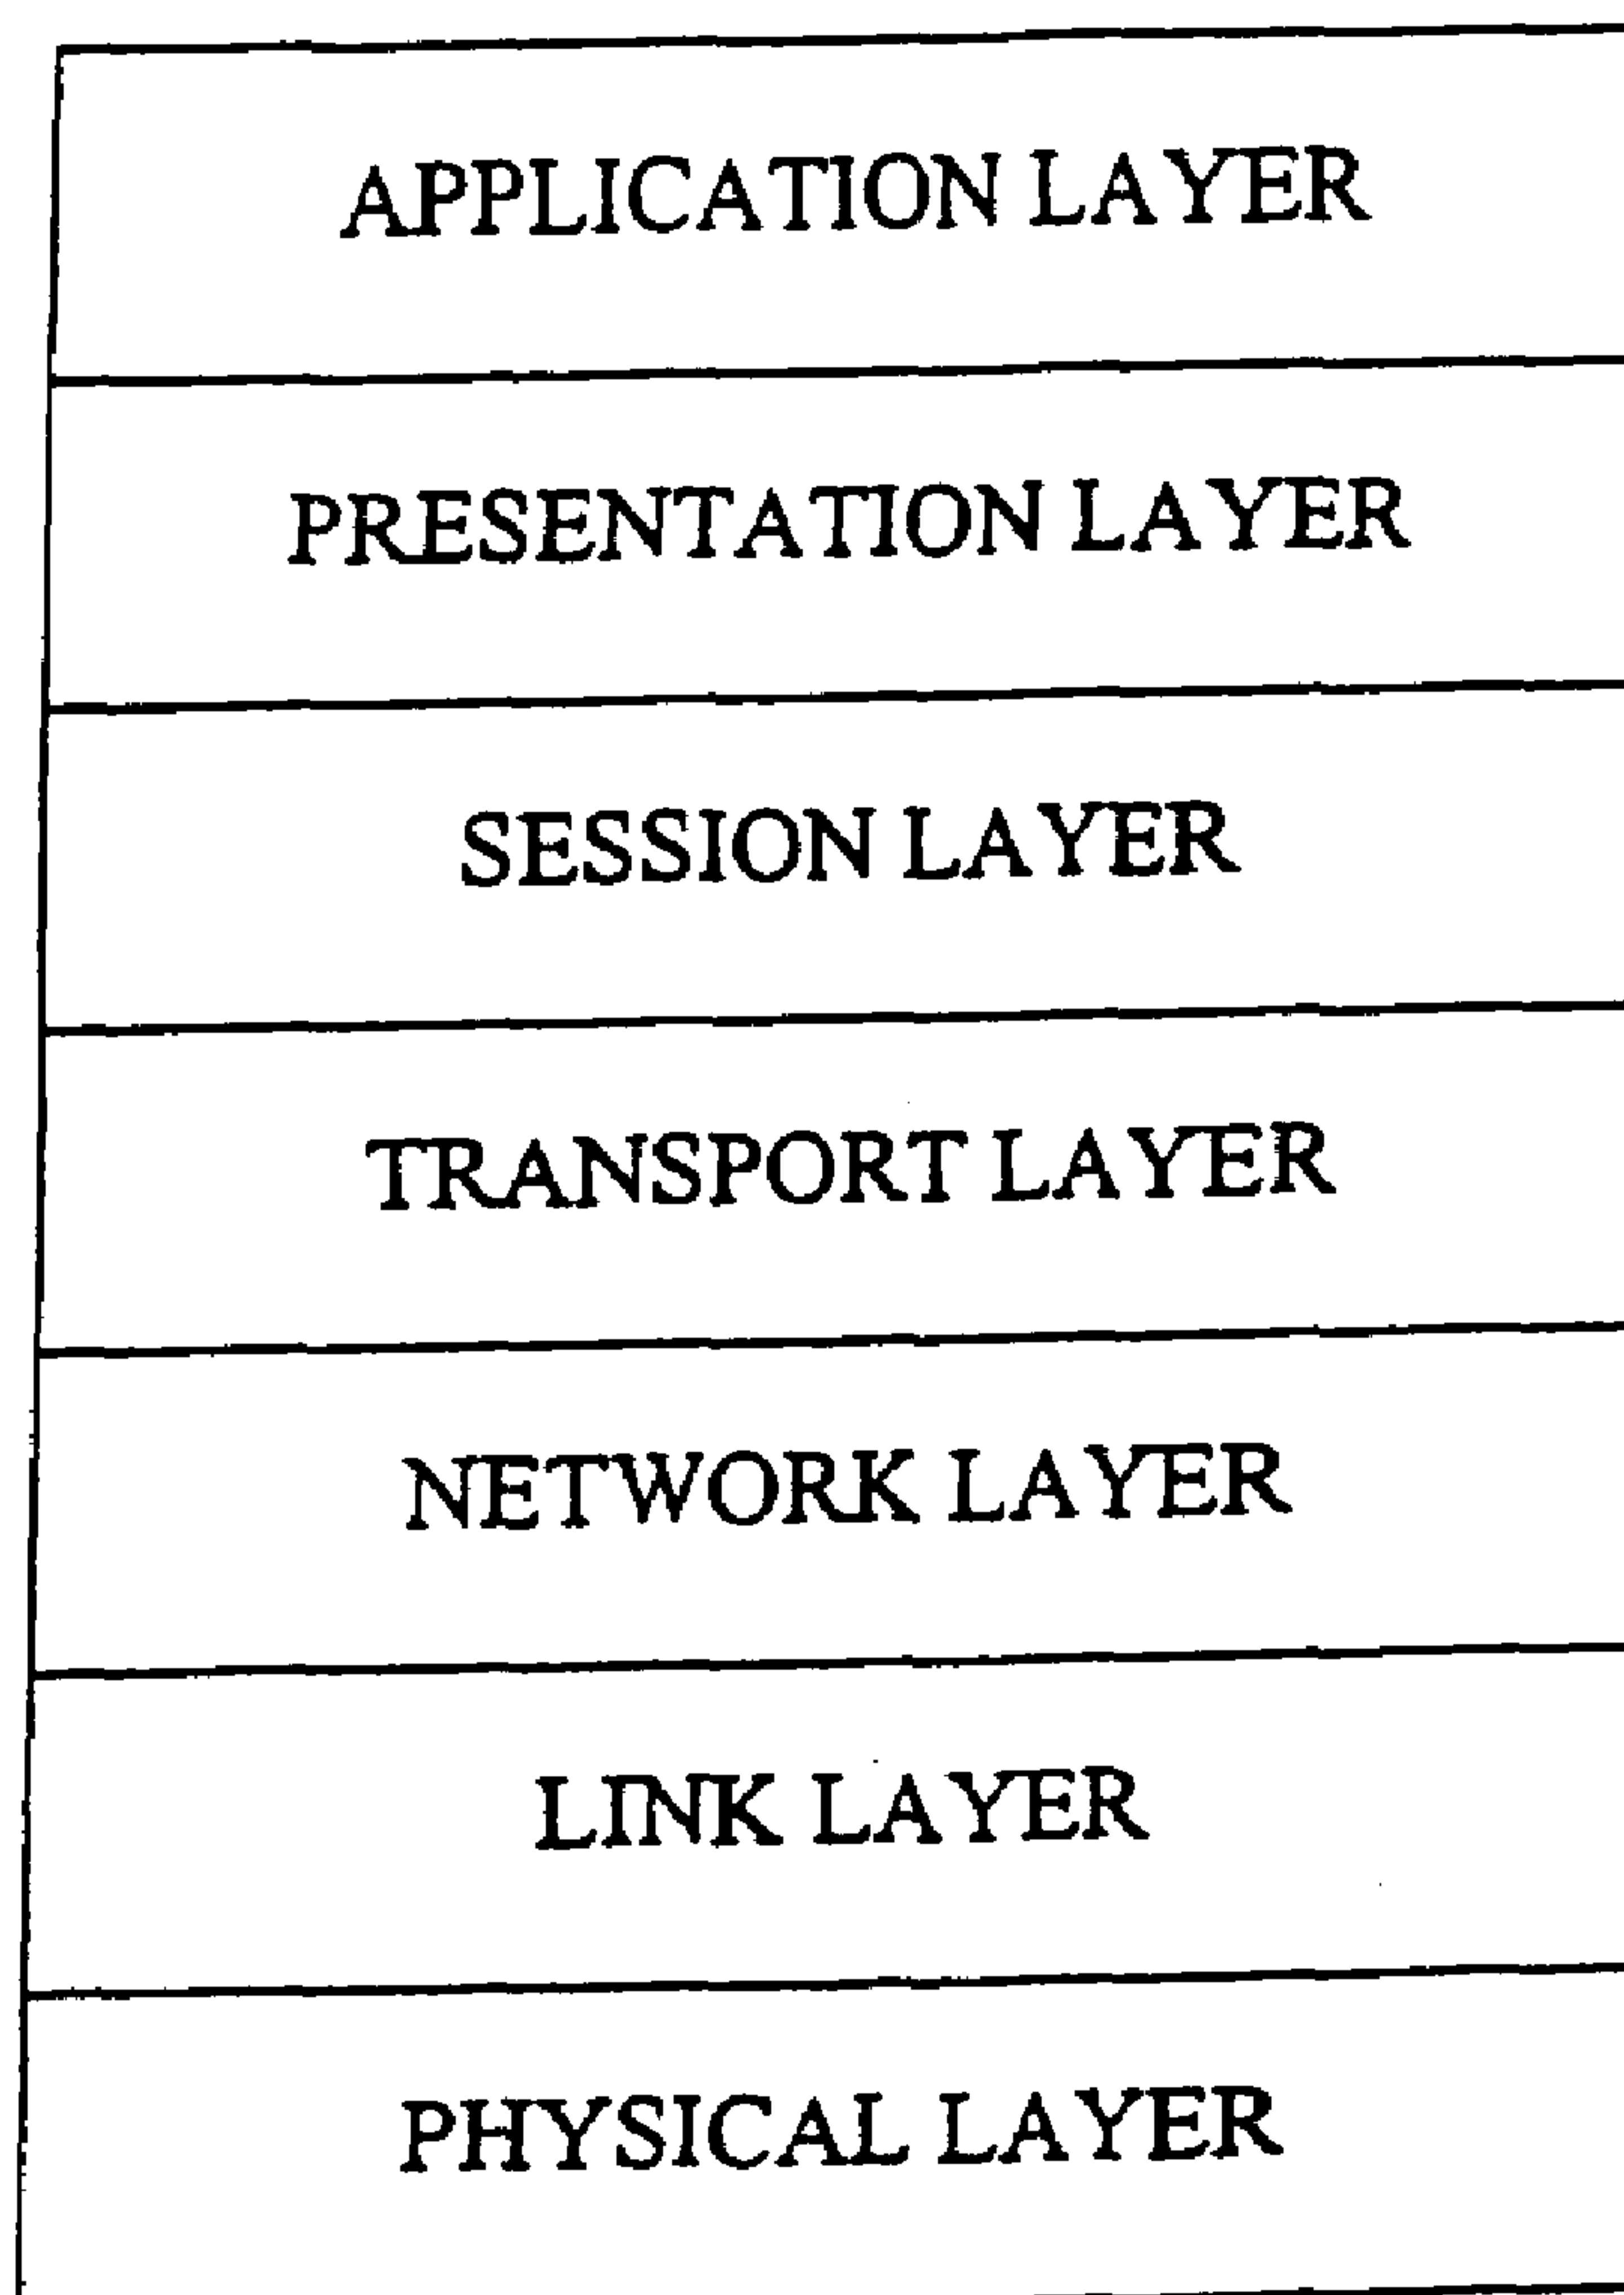 APPLICATION LAYER
PRESENTATION LAYER
SESSION LAYER
TRANSPORT LAYER
NETWORK LAYER
LINK LAYER
PHYSICAL LAYER